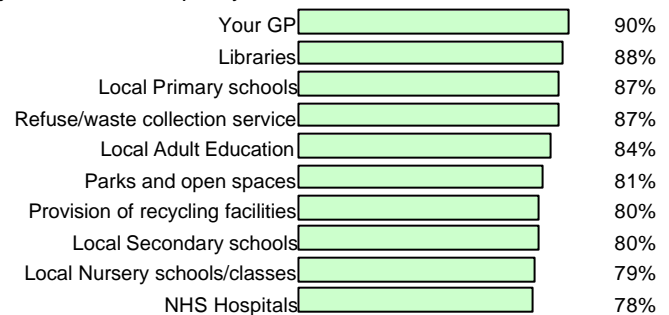 Your GP 90%
Libraries 88%
Local Primary schools 87%
Refuse/waste collection service 87%
Local Adult Education 84%
Parks and open spaces 81%
Provision of recycling facilities 80%
Local Secondary schools 80%
Local Nursery schools/classes 79%
NHS Hospitals 78%